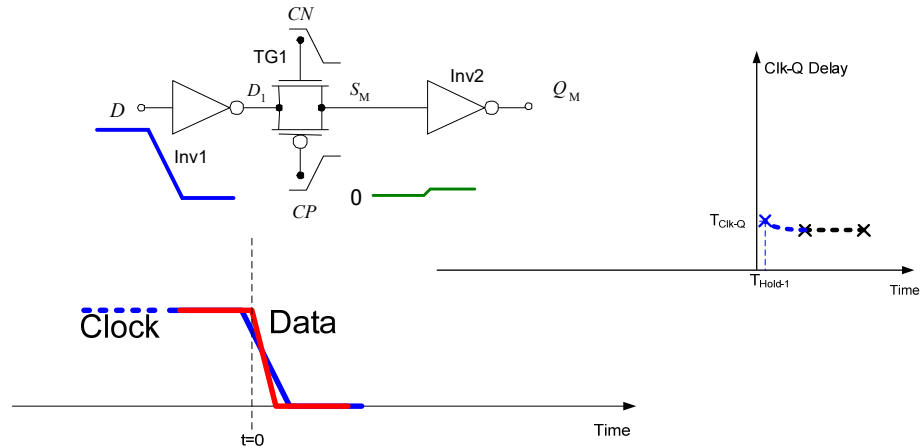 CN
TG1
Clk-Q Delay
Inv2
D
D1
SM
QM
Inv1
0
CP
TClk-Q
THold-1
Time
Clock
Data
Time
t=0